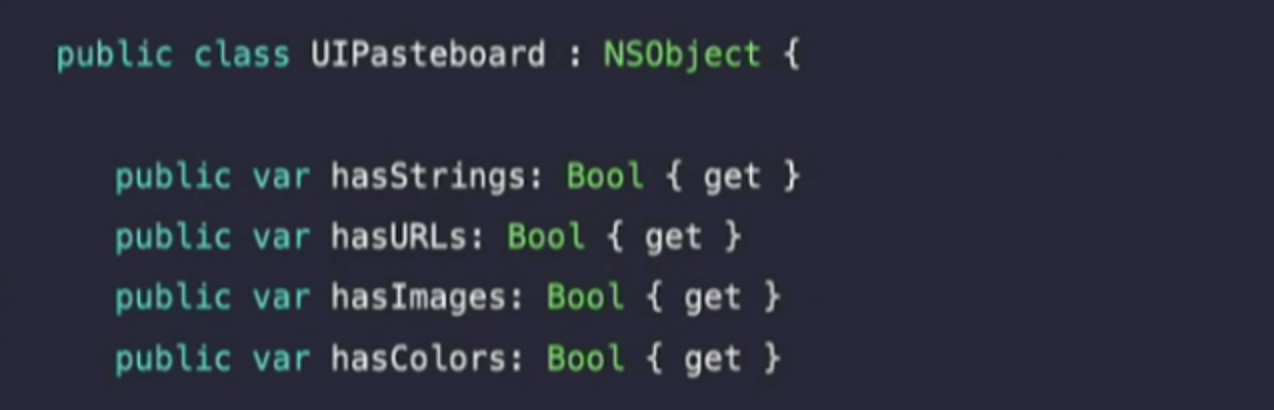 public class UIPasteboard : NSObject {
public var hasStrings: Bool { get }
public var hasURLs: Bool { get }
public var hasImages: Bool { get }
public var hasColors: Bool { get }